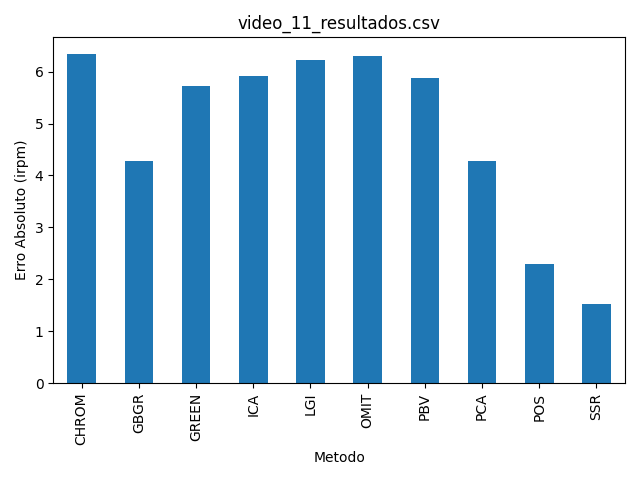 video_11_resultados.csv
Erro Absoluto (irpm)
6
5
4
3
2
1
0
CHROM
GBGR
GREEN
ICA
LGI
OMIT
PBV
PCA
POS
SSR
Metodo